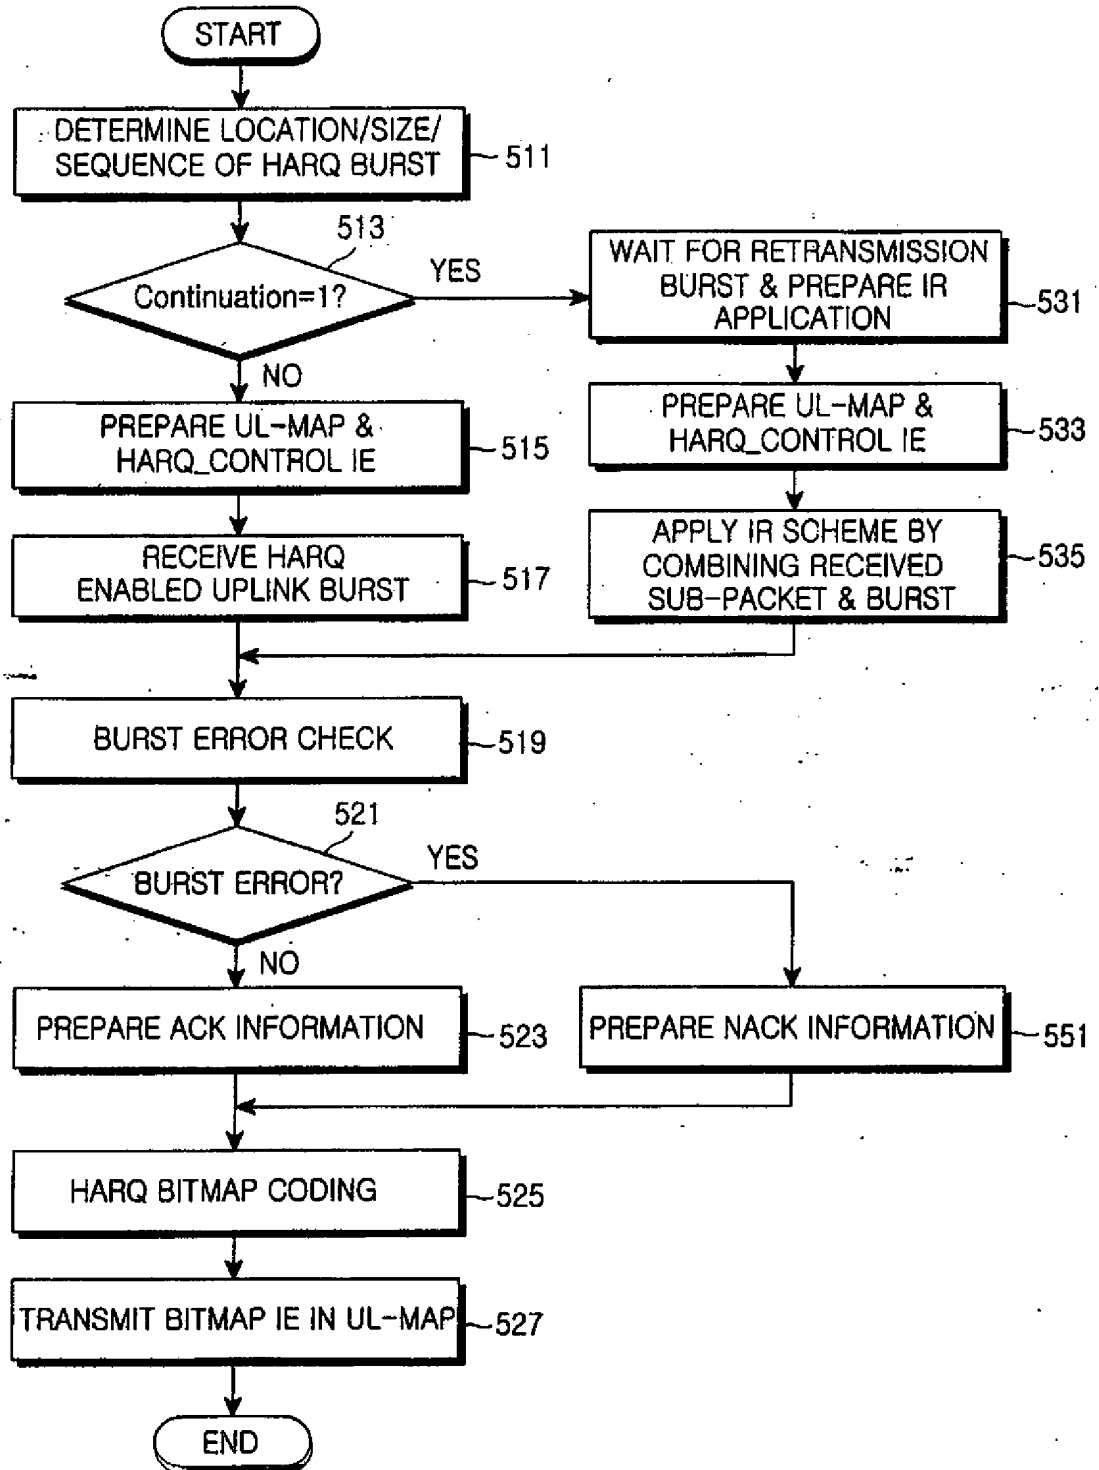 START
DETERMINE LOCATION/SIZE/
SEQUENCE OF HARQ BURST
511
513
Continuation=1?
YES
NO
WAIT FOR RETRANSMISSION
BURST & PREPARE IR
APPLICATION
531
PREPARE UL-MAP &
HARQ_CONTROL IE
515
PREPARE UL-MAP &
HARQ_CONTROL IE
533
RECEIVE HARQ
ENABLED UPLINK BURST
517
APPLY IR SCHEME BY
COMBINING RECEIVED
SUB-PACKET & BURST
535
BURST ERROR CHECK
519
521
BURST ERROR?
YES
NO
PREPARE ACK INFORMATION
523
PREPARE NACK INFORMATION
551
HARQ BITMAP CODING
525
TRANSMIT BITMAP IE IN UL-MAP
527
END